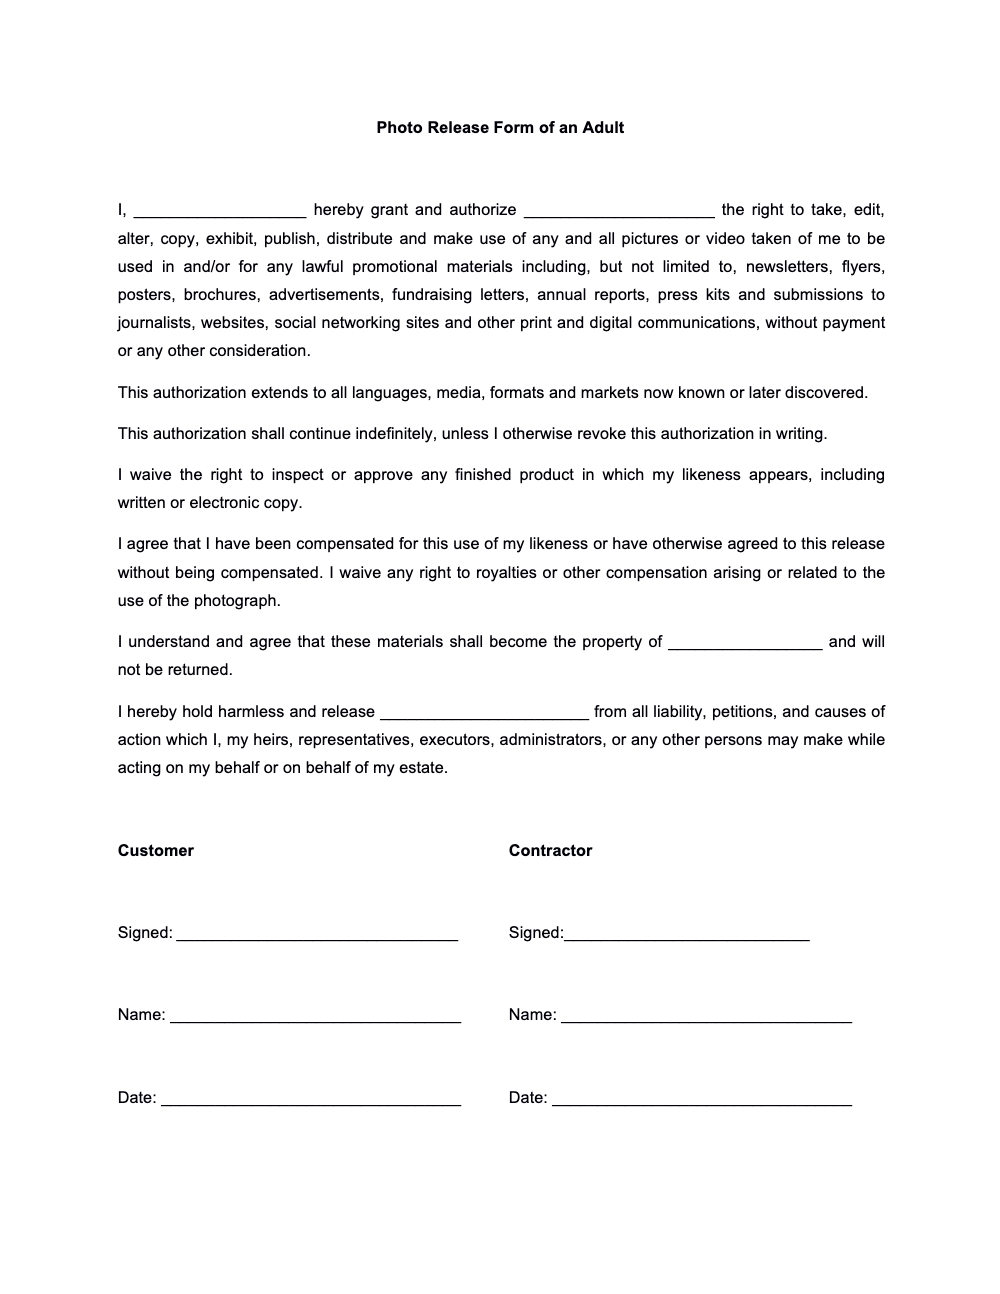 Photo Release Form of an Adult
I, ___________________ hereby grant and authorize _____________________ the right to take, edit,
alter, copy, exhibit, publish, distribute and make use of any and all pictures or video taken of me to be
used in and/or for any lawful promotional materials including, but not limited to, newsletters, flyers,
posters, brochures, advertisements, fundraising letters, annual reports, press kits and submissions to
journalists, websites, social networking sites and other print and digital communications, without payment
or any other consideration.
This authorization extends to all languages, media, formats and markets now known or later discovered.
This authorization shall continue indefinitely, unless I otherwise revoke this authorization in writing.
I waive the right to inspect or approve any finished product in which my likeness appears, including
written or electronic copy.
I agree that I have been compensated for this use of my likeness or have otherwise agreed to this release
without being compensated. I waive any right to royalties or other compensation arising or related to the
use of the photograph.
I understand and agree that these materials shall become the property of _________________ and will
not be returned.
I hereby hold harmless and release _______________________ from all liability, petitions, and causes of
action which I, my heirs, representatives, executors, administrators, or any other persons may make while
acting on my behalf or on behalf of my estate.
Customer Contractor
Signed: _______________________________ Signed:___________________________
Name: ________________________________ Name: ________________________________
Date: _________________________________ Date: _________________________________